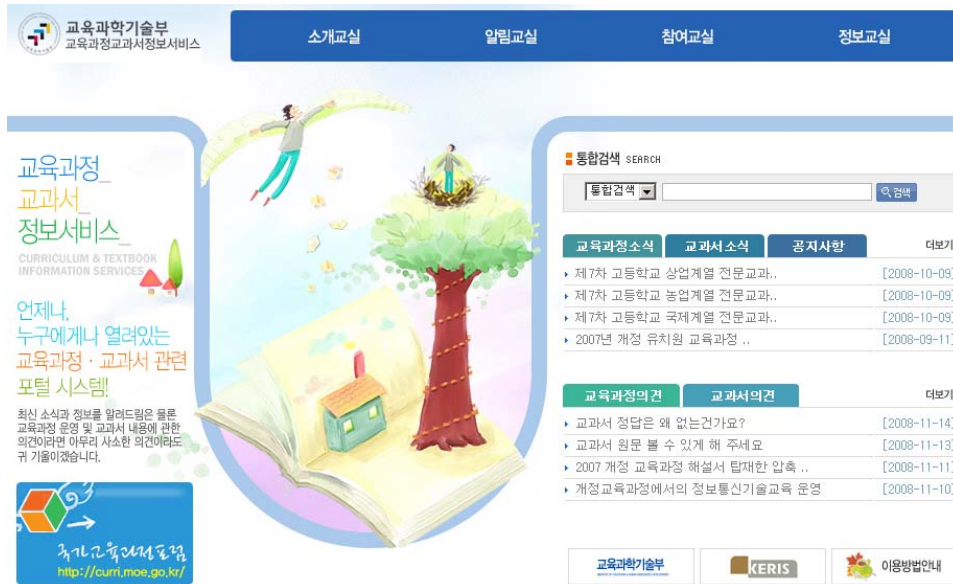 교육과학기술부
교육과정교과서정보서비스
소개교실
알림교실
참여교실
정보교실
교육과정_
교과서_
정보서비스_
CURRICULUM & TEXTBOOK
INFORMATION SERVICES
언제나,
누구에게나 열려있는
교육과정 · 교과서 관련
포털 시스템!
최신 소식과 정보를 알려드림은 물론
교육과정 운영 및 교과서 내용에 관한
의견이라면 아무리 사소한 의견이라도
귀 기울이겠습니다.
국가교육과정포럼
http://curri.moe.go.kr/
통합검색 SEARCH
통합검색
검색
교육과정소식 교과서소식 공지사항 더보기
제7차 고등학교 상업계열 전문교과.. [2008-10-09]
제7차 고등학교 농업계열 전문교과.. [2008-10-09]
제7차 고등학교 국제계열 전문교과.. [2008-10-09]
2007년 개정 유치원 교육과정 .. [2008-09-11]
교육과정의견 교과서의견 더보기
교과서 정답은 왜 없는건가요? [2008-11-14]
교과서 원문 볼 수 있게 해 주세요 [2008-11-13]
2007 개정 교육과정 해설서 탑재한 압축 .. [2008-11-11]
개정교육과정에서의 정보통신기술교육 운영 [2008-11-10]
교육과학기술부
KERIS
이용방법안내